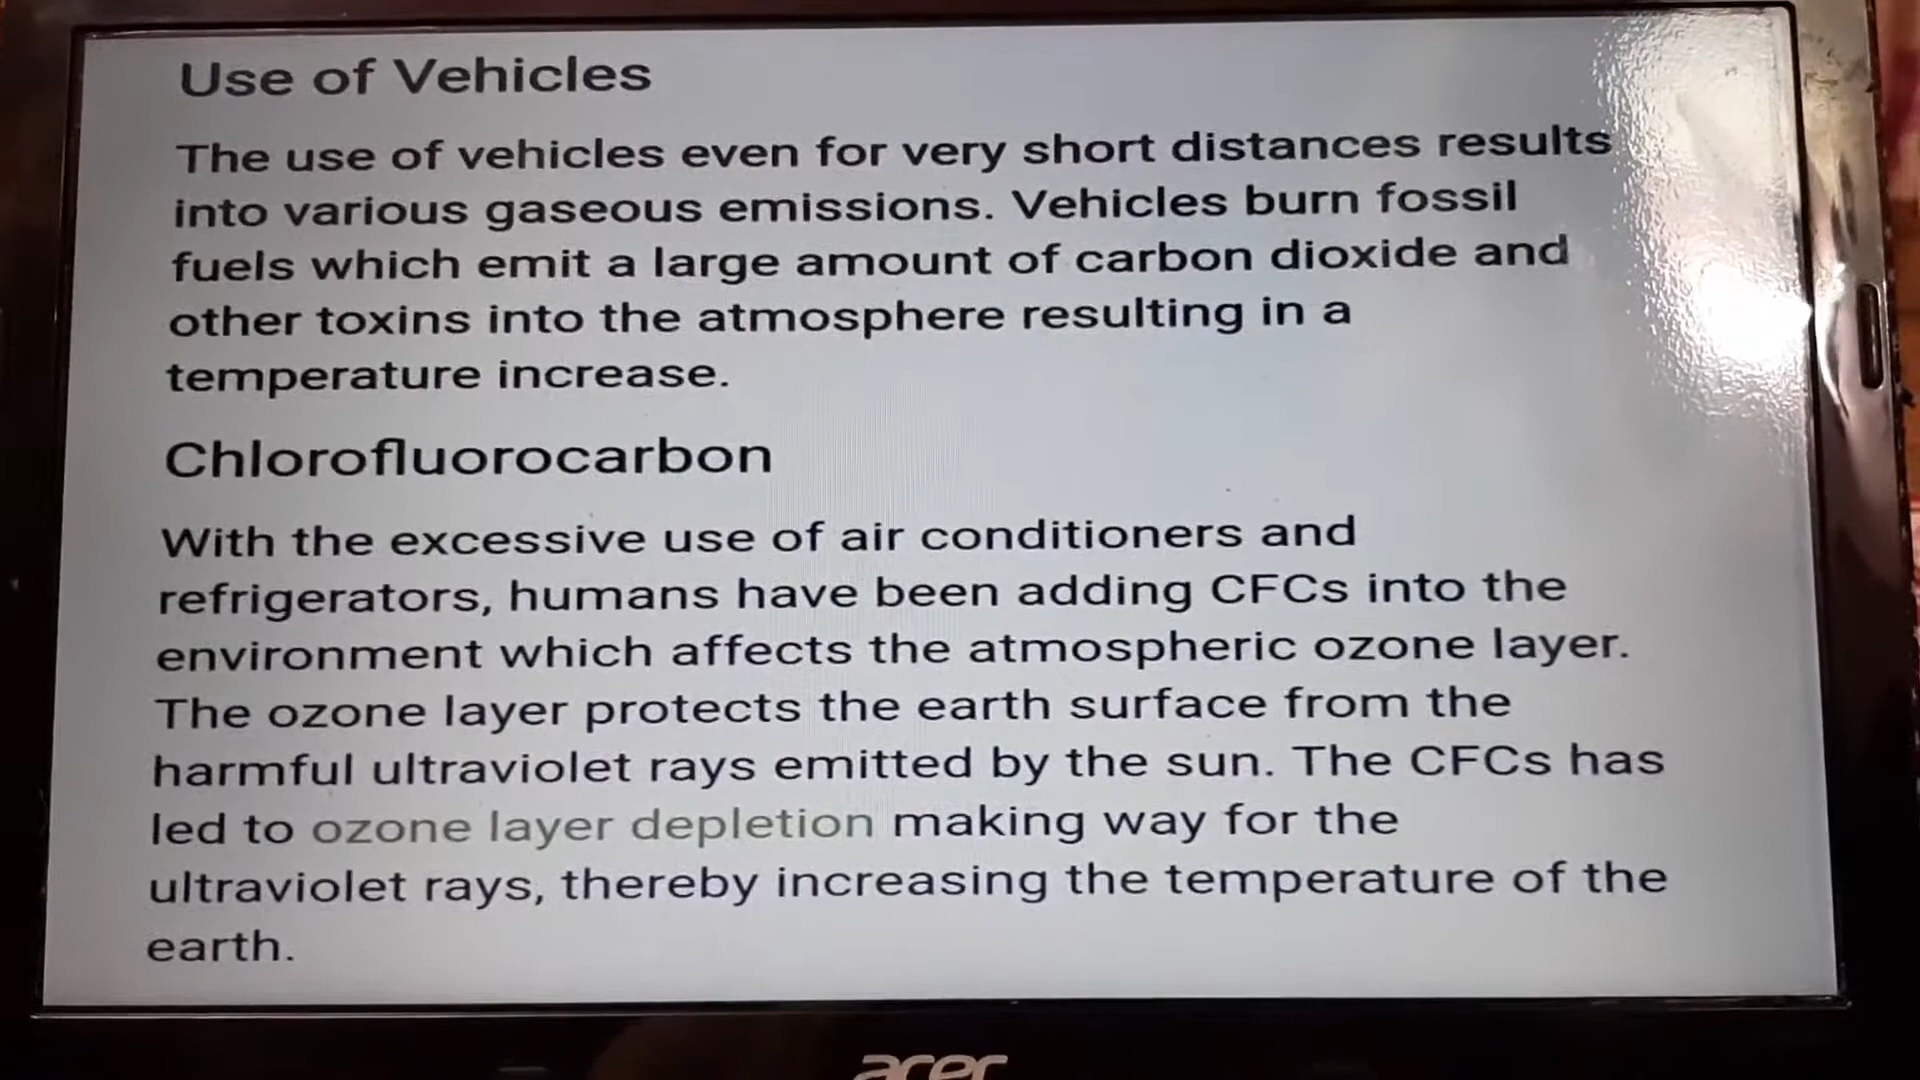 Use of Vehicles
The use of vehicles even for very short distances results
into various gaseous emissions. Vehicles burn fossil
fuels which emit a large amount of carbon dioxide and
other toxins into the atmosphere resulting in a
temperature increase.
Chlorofluorocarbon
With the excessive use of air conditioners and
refrigerators, humans have been adding CFCs into the
environment which affects the atmospheric ozone layer.
The ozone layer protects the earth surface from the
harmful ultraviolet rays emitted by the sun. The CFCs has
led to ozone layer depletion making way for the
ultraviolet rays, thereby increasing the temperature of the
earth.
acer